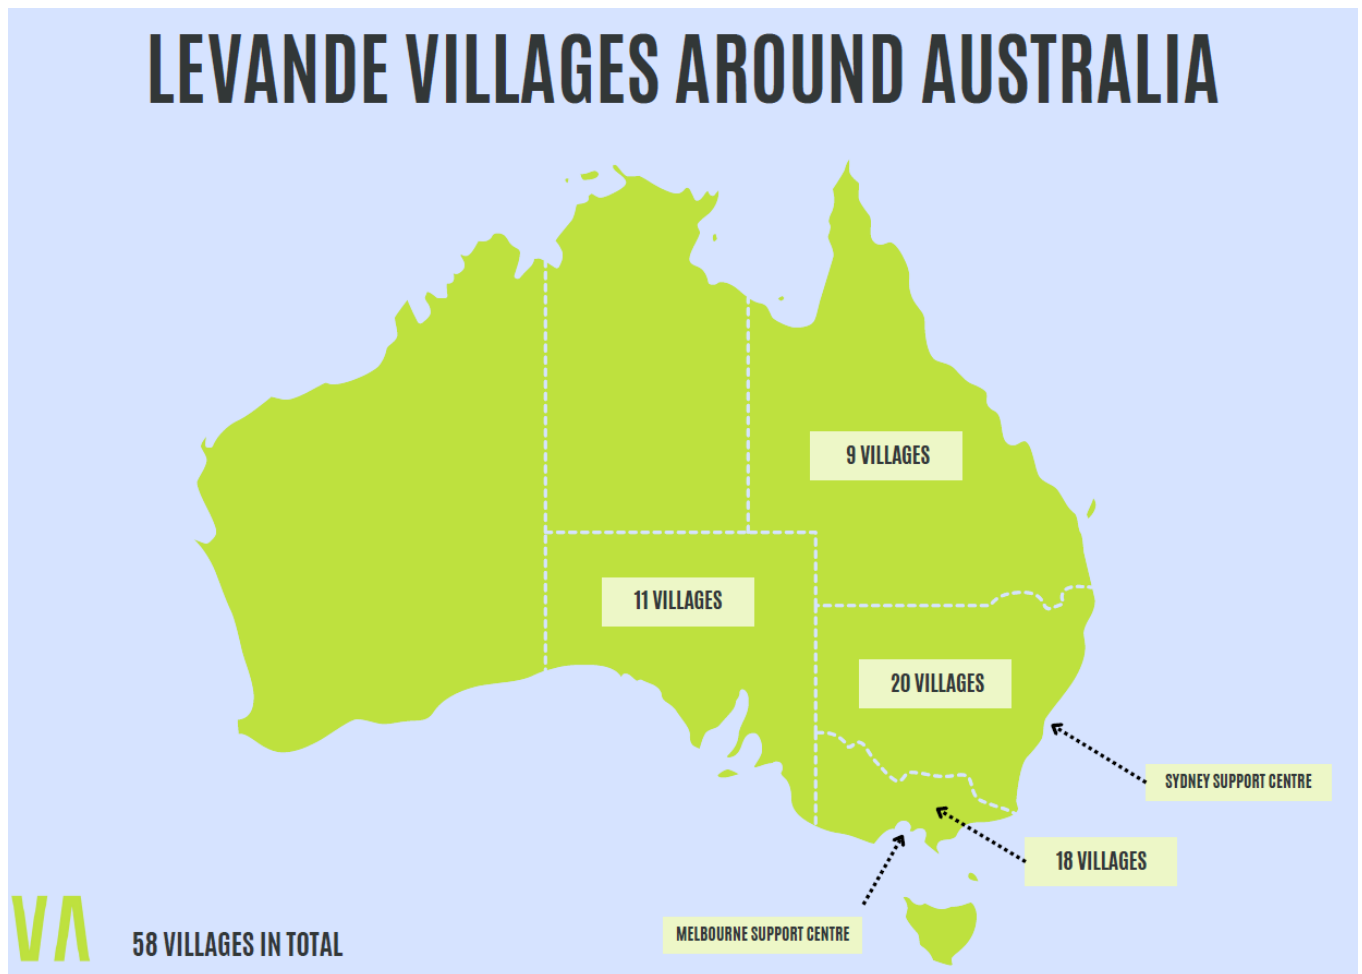 LEVANDE VILLAGES AROUND AUSTRALIA
9 VILLAGES
11 VILLAGES
20 VILLAGES
SYDNEY SUPPORT CENTRE
18 VILLAGES
MELBOURNE SUPPORT CENTRE
VA
58 VILLAGES IN TOTAL